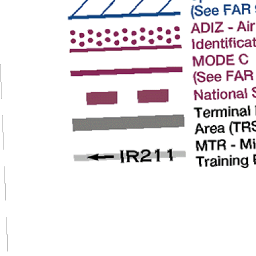 (See FAR
ADIZ - Air
Identificat
MODE C
(See FAR
National S
Terminal
Area (TRS
MTR - Mi
IR211
Training